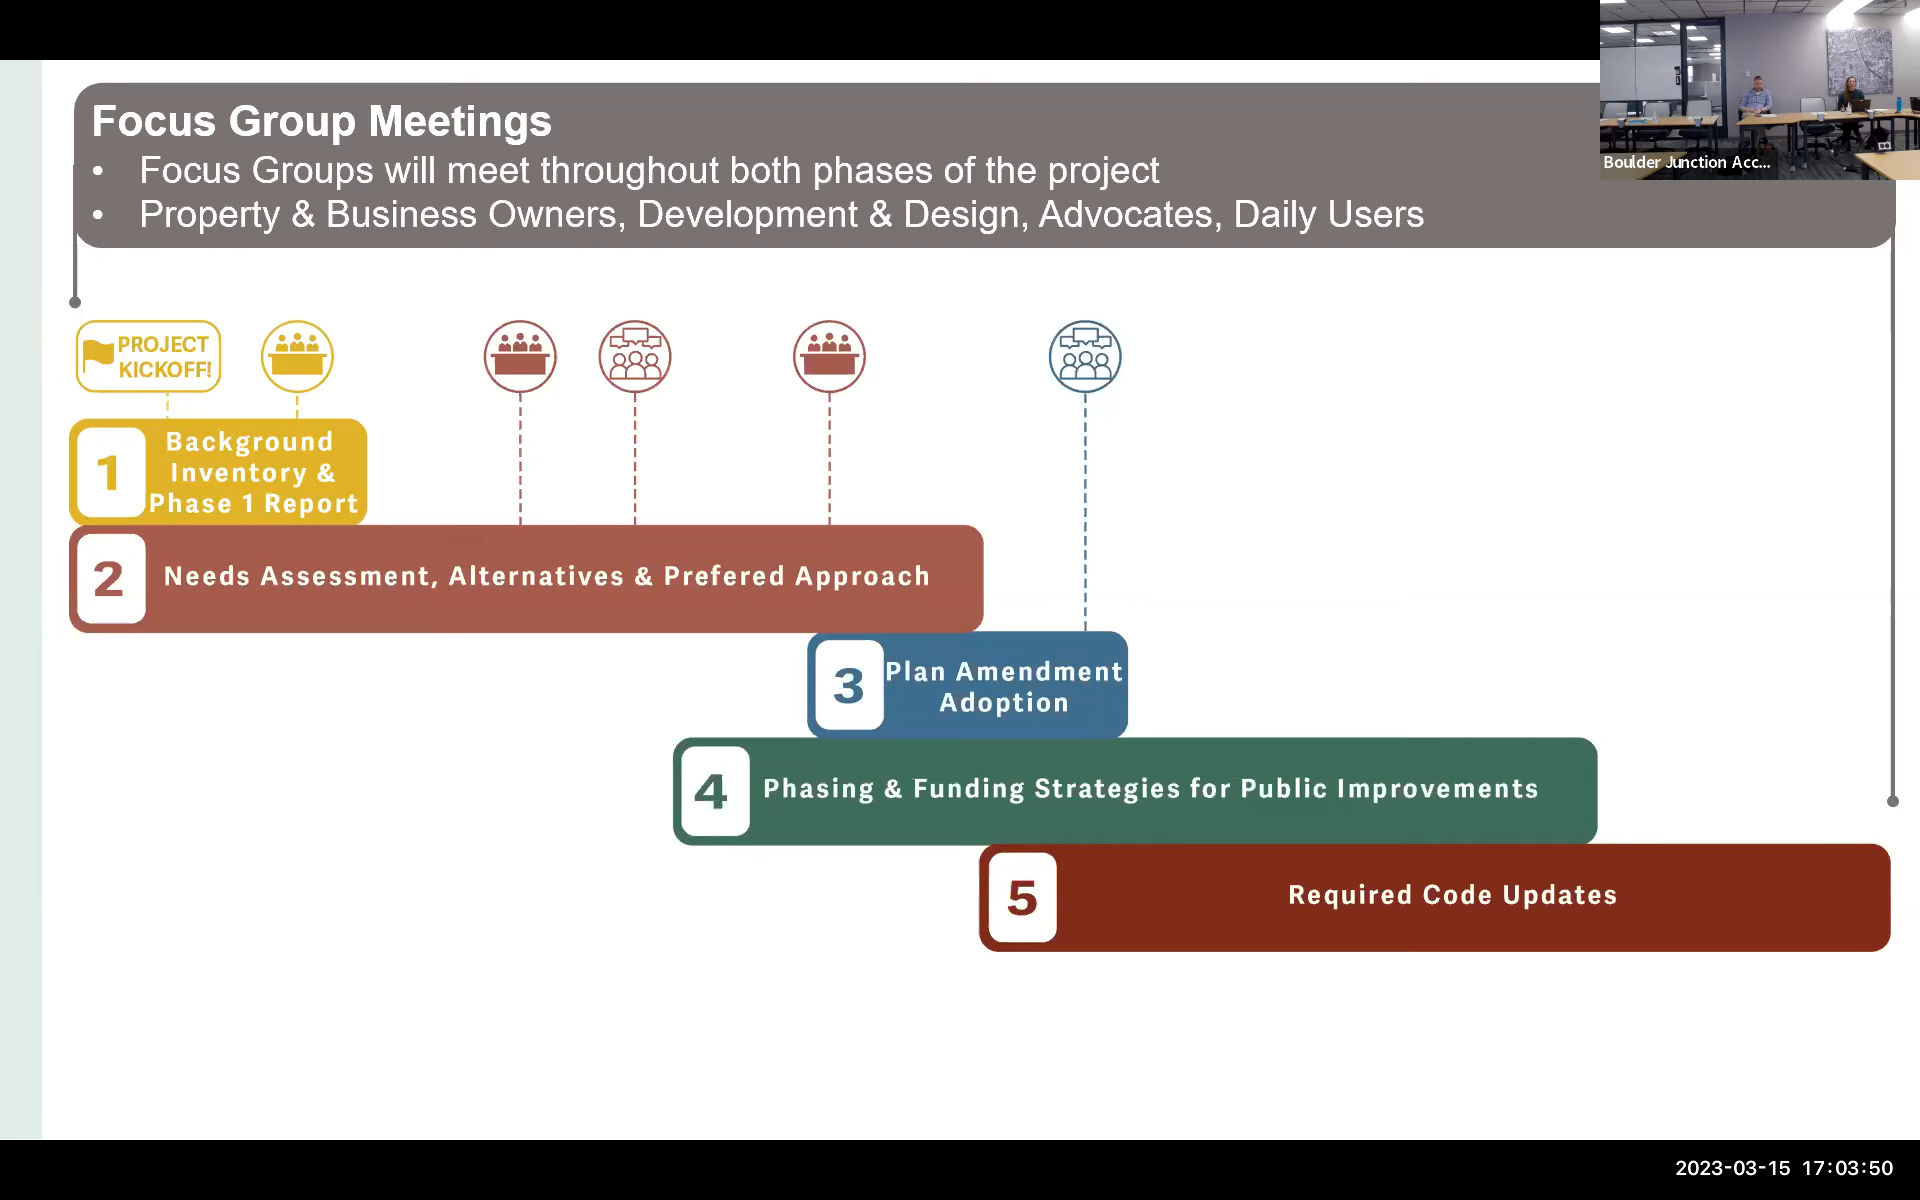 Focus Group Meetings
• Focus Groups will meet throughout both phases of the project
• Property & Business Owners, Development & Design, Advocates, Daily Users
Boulder Junction Acc...
PROJECT
KICKOFF!
1
Background
Inventory &
Phase 1 Report
2
Needs Assessment, Alternatives & Prefered Approach
3
Plan Amendment
Adoption
4
Phasing & Funding Strategies for Public Improvements
5
Required Code Updates
2023-03-15 17:03:50